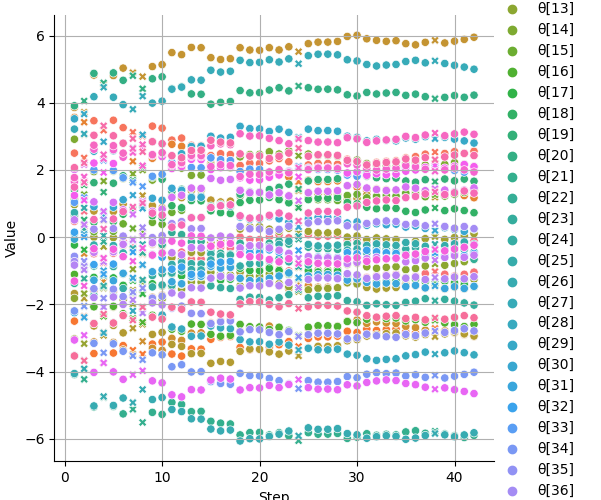 6
4
2
0
−2
−4
−6
0
10
20
30
40
Value
Step
θ[13]
θ[14]
θ[15]
θ[16]
θ[17]
θ[18]
θ[19]
θ[20]
θ[21]
θ[22]
θ[23]
θ[24]
θ[25]
θ[26]
θ[27]
θ[28]
θ[29]
θ[30]
θ[31]
θ[32]
θ[33]
θ[34]
θ[35]
θ[36]